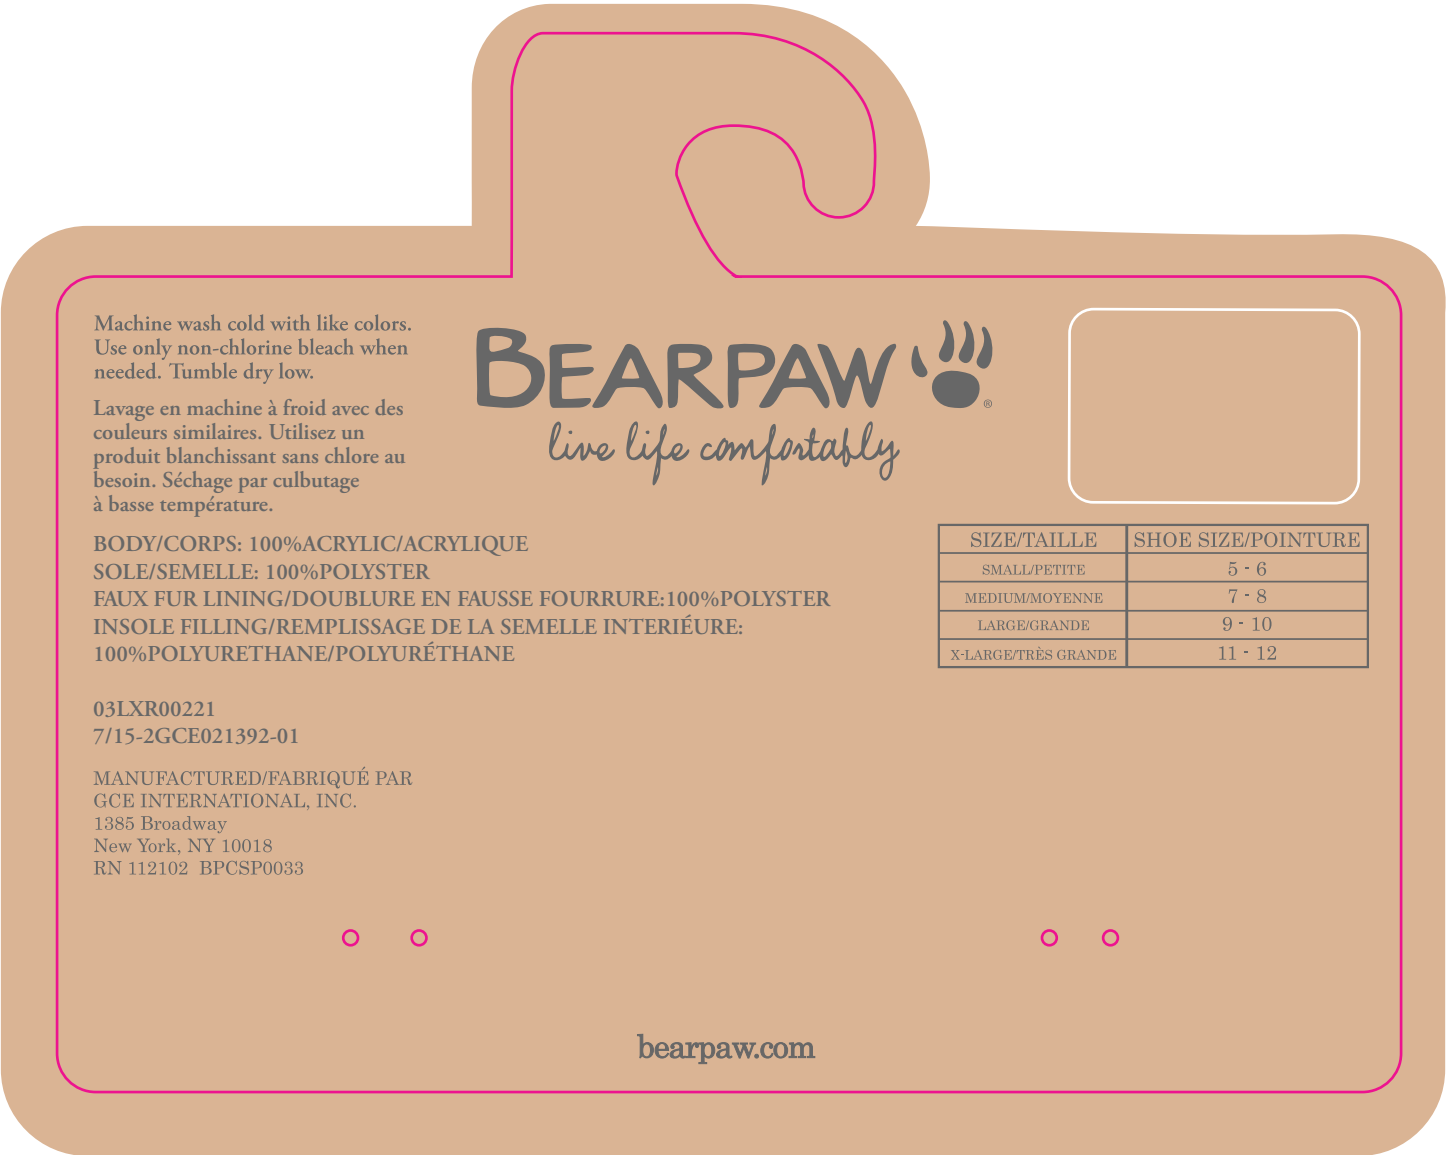 Machine wash cold with like colors.
Use only non-chlorine bleach when
needed. Tumble dry low.
Lavage en machine à froid avec des
couleurs similaires. Utilisez un
produit blanchissant sans chlore au
besoin. Séchage par culbutage
à basse température.
BEARPAW ®
live life comfortably
BODY/CORPS: 100%ACRYLIC/ACRYLIQUE
SOLE/SEMELLE: 100%POLYSTER
FAUX FUR LINING/DOUBLURE EN FAUSSE FOURRURE:100%POLYSTER
INSOLE FILLING/REMPLISSAGE DE LA SEMELLE INTERIÉURE:
100%POLYURETHANE/POLYURÉTHANE
SIZE/TAILLE SHOE SIZE/POINTURE
SMALL/PETITE 5 - 6
MEDIUM/MOYENNE 7 - 8
LARGE/GRANDE 9 - 10
X-LARGE/TRÈS GRANDE 11 - 12
03LXR00221
7/15-2GCE021392-01
MANUFACTURED/FABRIQUÉ PAR
GCE INTERNATIONAL, INC.
1385 Broadway
New York, NY 10018
RN 112102 BPCSP0033
bearpaw.com